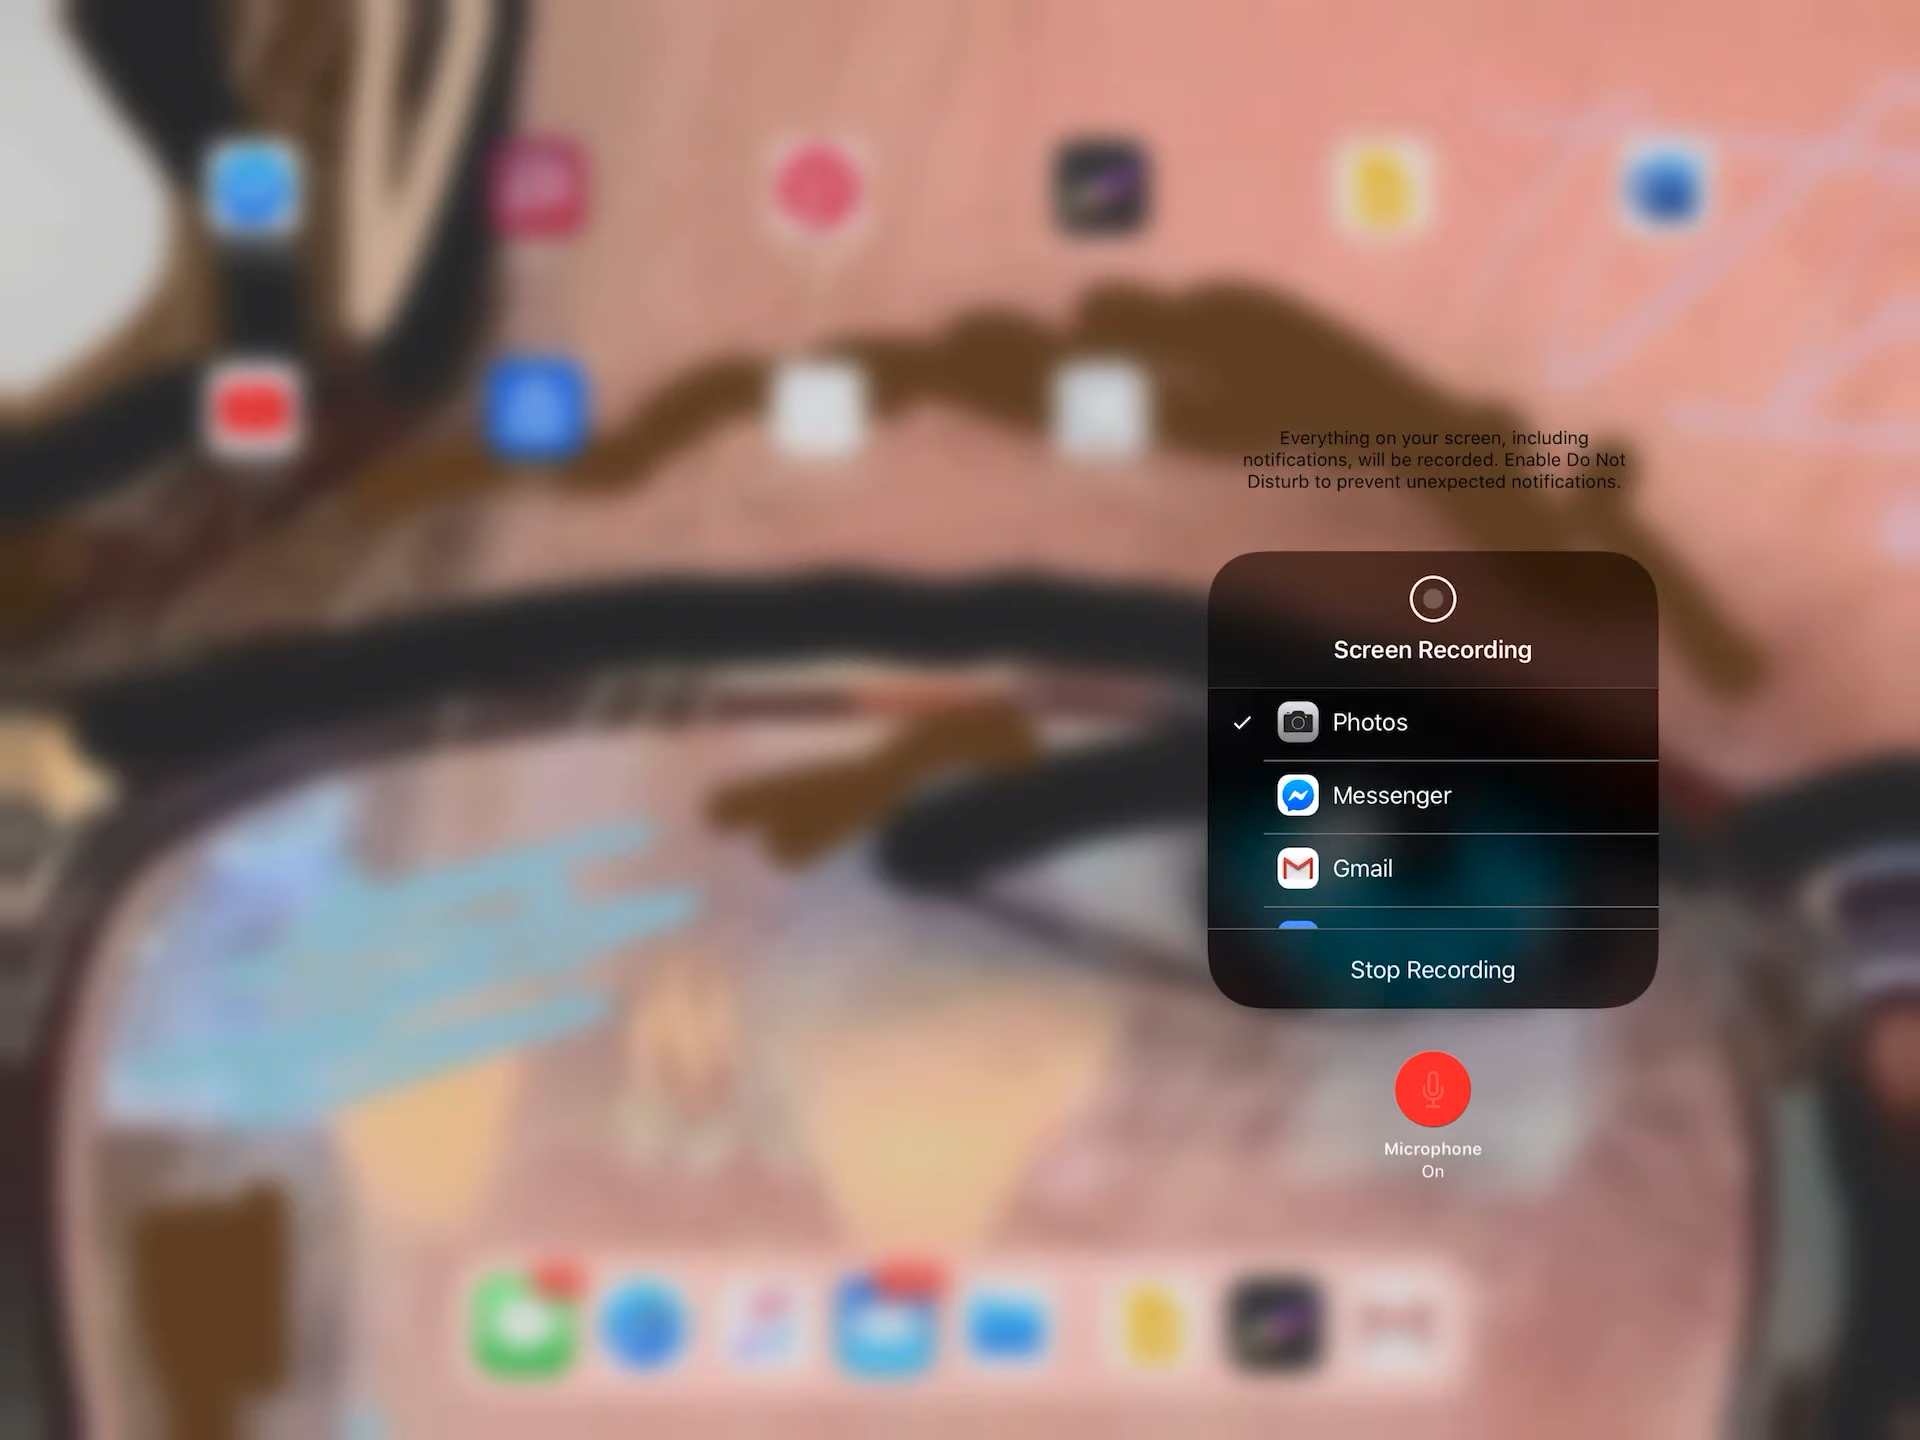 Everything on your screen, including
notifications, will be recorded. Enable Do Not
Disturb to prevent unexpected notifications.
Screen Recording
Photos
Messenger
Gmail
Stop Recording
Microphone
On